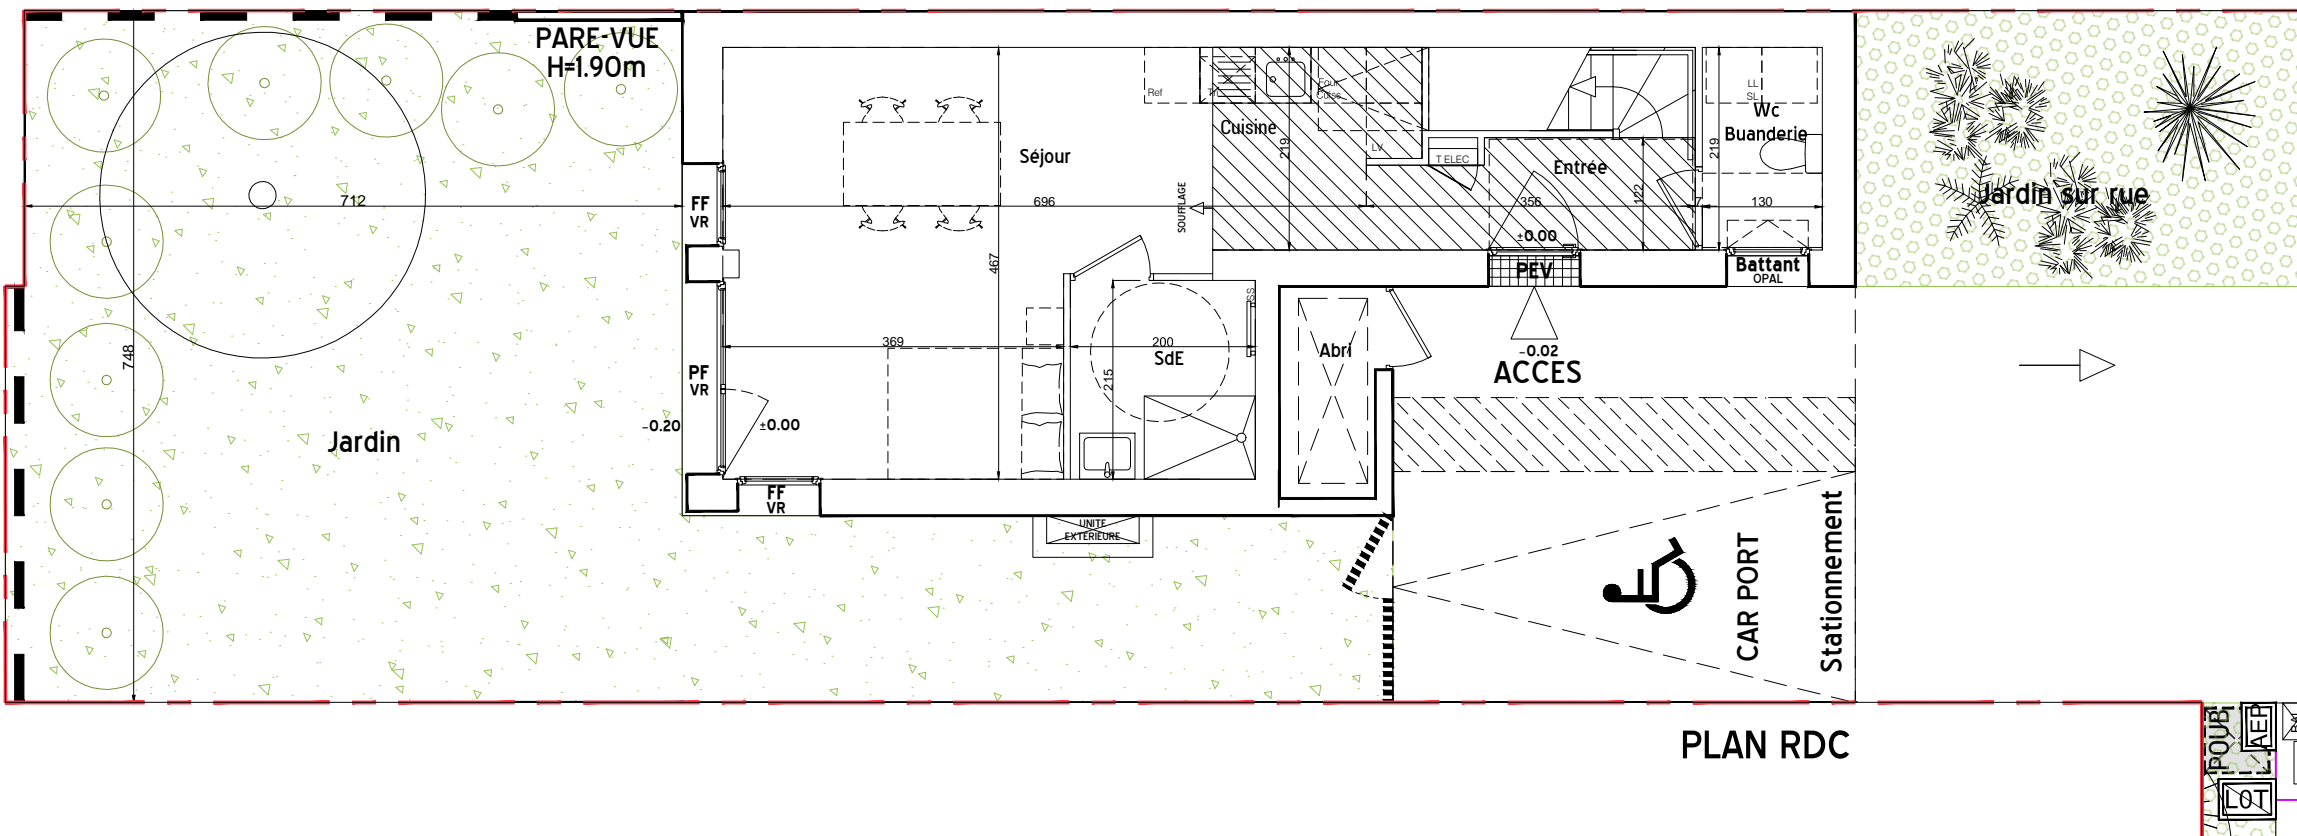 PARE-VUE
H=1.90m
Ref
Four
LL
SL
Wc
Buanderie
Cuisine
219
LV
T ELEC
Séjour
Entrée
219
122
SOUFFLAGE
712
FF
VR
696
356
7
130
Jardin sur rue
±0.00
PEV
Battant
OPAL
467
SS
748
369
200
SdE
215
Abri
-0.02
ACCES
PF
VR
-0.20
±0.00
Jardin
FF
VR
UNITE
EXTERIEURE
CAR PORT
Stationnement
PLAN RDC
POUB
AEP
LOT